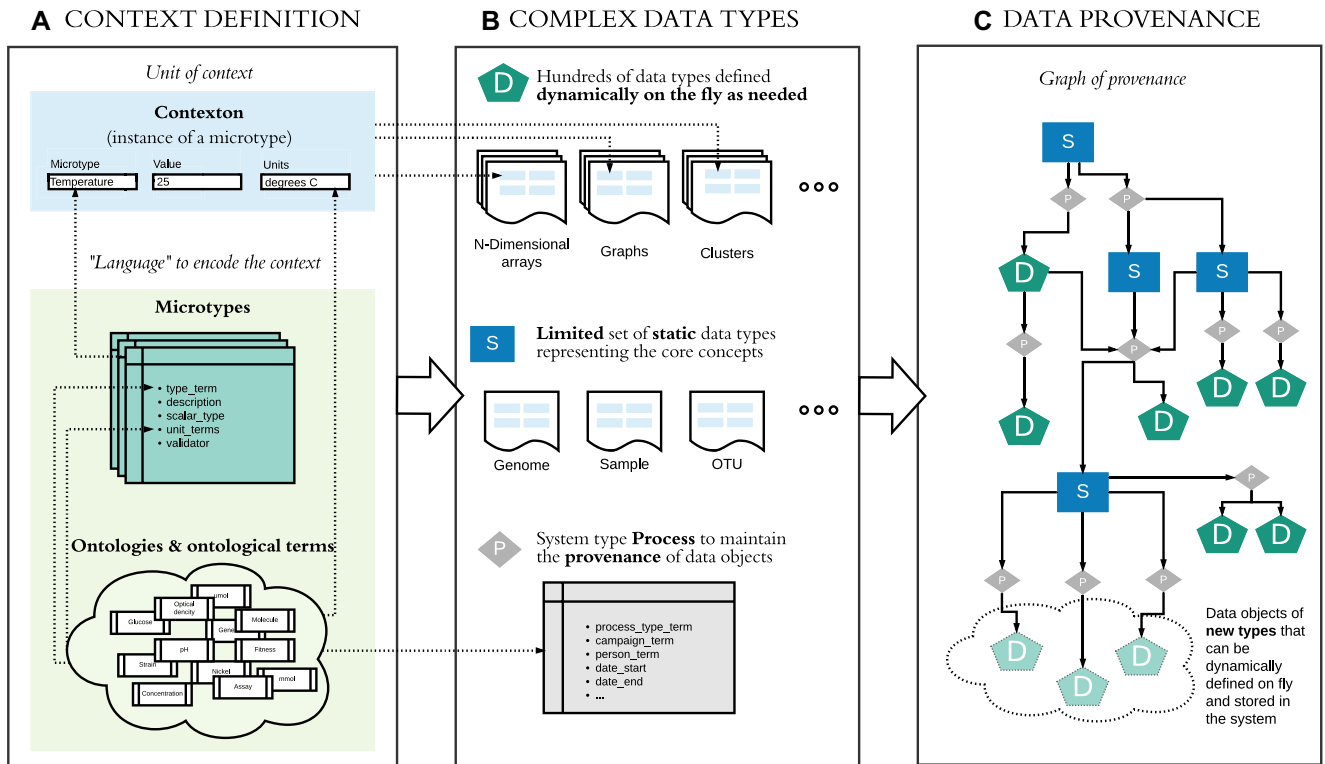 A CONTEXT DEFINITION
Unit of context
Contexton
(instance of a microtype)
Microtype Value Units
Temperature 25 degrees C
"Language" to encode the context
Microtypes
• type_term
• description
• scalar_type
• unit_terms
• validator
Ontologies & ontological terms
µmol
Optical
dencity
Glucose
Molecule
Gene
pH
Fitness
Strain
Nickel
mmol
Assay
Concentration
B COMPLEX DATA TYPES
D
Hundreds of data types defined
dynamically on the fly as needed
N-Dimensional
arrays
Graphs
Clusters
S
Limited set of static data types
representing the core concepts
Genome
Sample
OTU
P
System type Process to maintain
the provenance of data objects
• process_type_term
• campaign_term
• person_term
• date_start
• date_end
• ...
C DATA PROVENANCE
Graph of provenance
S
P P
D S S
P P P P
D D D D
S P
D D
P P P
D D D
Data objects of
new types that
can be
dynamically
defined on fly
and stored in
the system